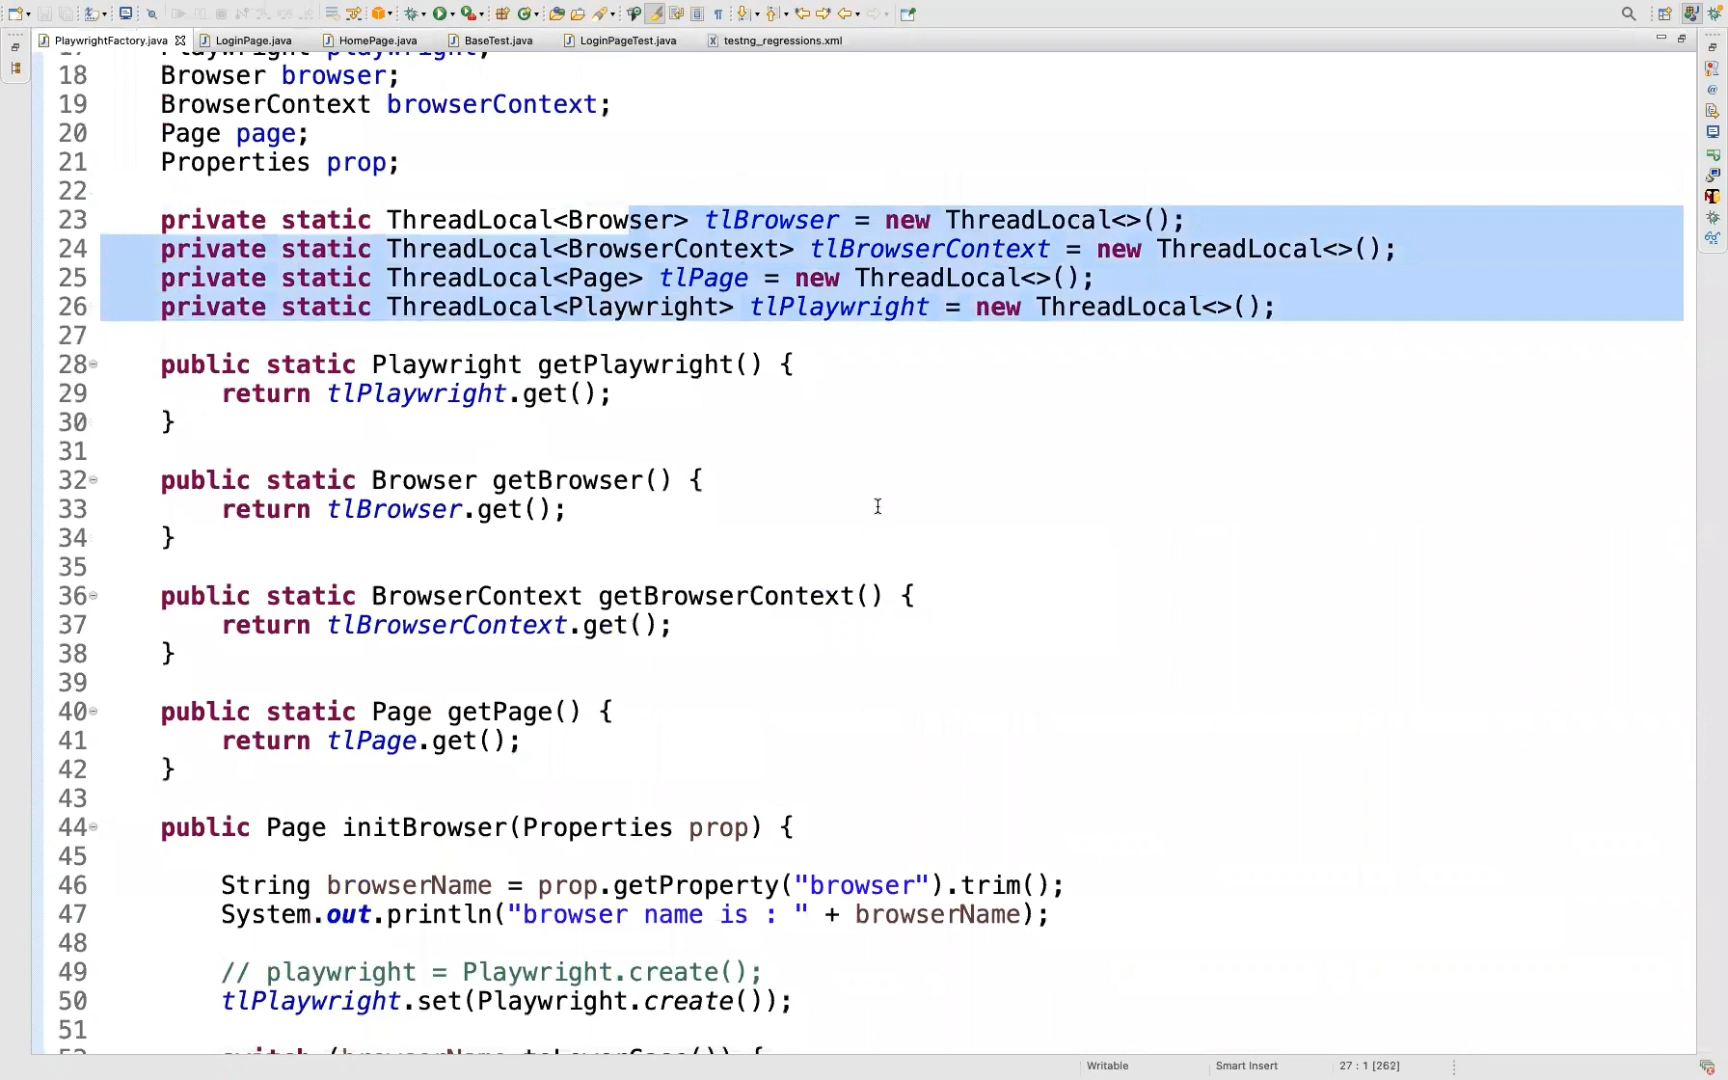 PlaywrightFactory.java LoginPage.java HomePage.java BaseTest.java LoginPageTest.java testng_regressions.xml
18 Browser browser;
19 BrowserContext browserContext;
20 Page page;
21 Properties prop;
22
23 private static ThreadLocal<Browser> tlBrowser = new ThreadLocal<>();
24 private static ThreadLocal<BrowserContext> tlBrowserContext = new ThreadLocal<>();
25 private static ThreadLocal<Page> tlPage = new ThreadLocal<>();
26 private static ThreadLocal<Playwright> tlPlaywright = new ThreadLocal<>();
27
28 public static Playwright getPlaywright() {
29 return tlPlaywright.get();
30 }
31
32 public static Browser getBrowser() {
33 return tlBrowser.get();
34 }
35
36 public static BrowserContext getBrowserContext() {
37 return tlBrowserContext.get();
38 }
39
40 public static Page getPage() {
41 return tlPage.get();
42 }
43
44 public Page initBrowser(Properties prop) {
45
46 String browserName = prop.getProperty("browser").trim();
47 System.out.println("browser name is : " + browserName);
48
49 // playwright = Playwright.create();
50 tlPlaywright.set(Playwright.create());
51
Writable Smart Insert 27 : 1 [262]